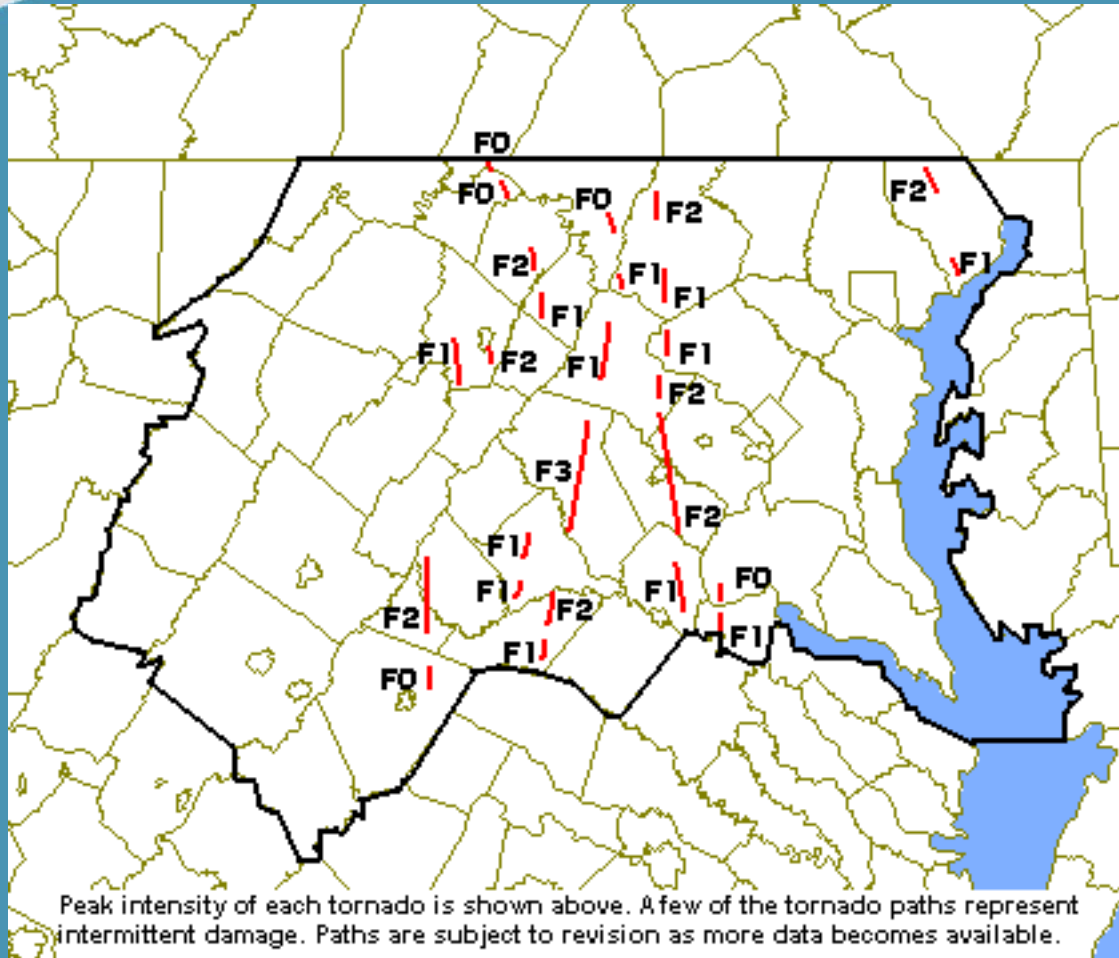 F0
F0
F0
F2
F2
F2
F1
F1
F1
F1
F1
F1
F2
F1
F2
F3
F2
F1
F0
F1
F1
F2
F2
F1
F1
F0
Peak intensity of each tornado is shown above. A few of the tornado paths represent
intermittent damage. Paths are subject to revision as more data becomes available.